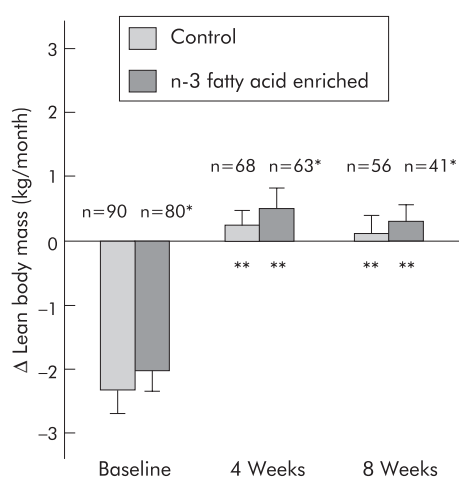 Control
n-3 fatty acid enriched
Δ Lean body mass (kg/month)
3
2
1
0
−1
−2
−3
n=90 n=80*
n=68 n=63*
n=56 n=41*
** **
** **
Baseline
4 Weeks
8 Weeks